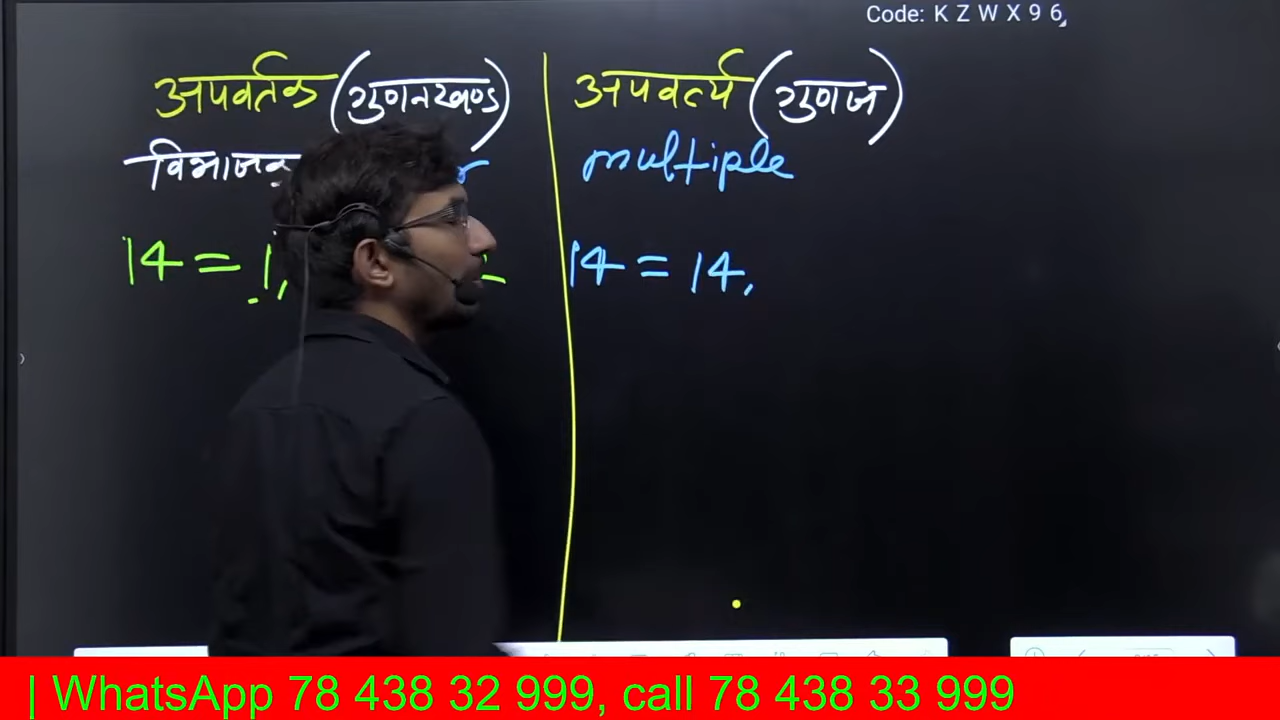 Code: K Z W X 9 6
अपवर्तक (गुणनखण्ड)
अपवर्त्य (गुणज)
विभाजक
multiple
14 = 1,
14 = 14,
| WhatsApp 78 438 32 999, call 78 438 33 999